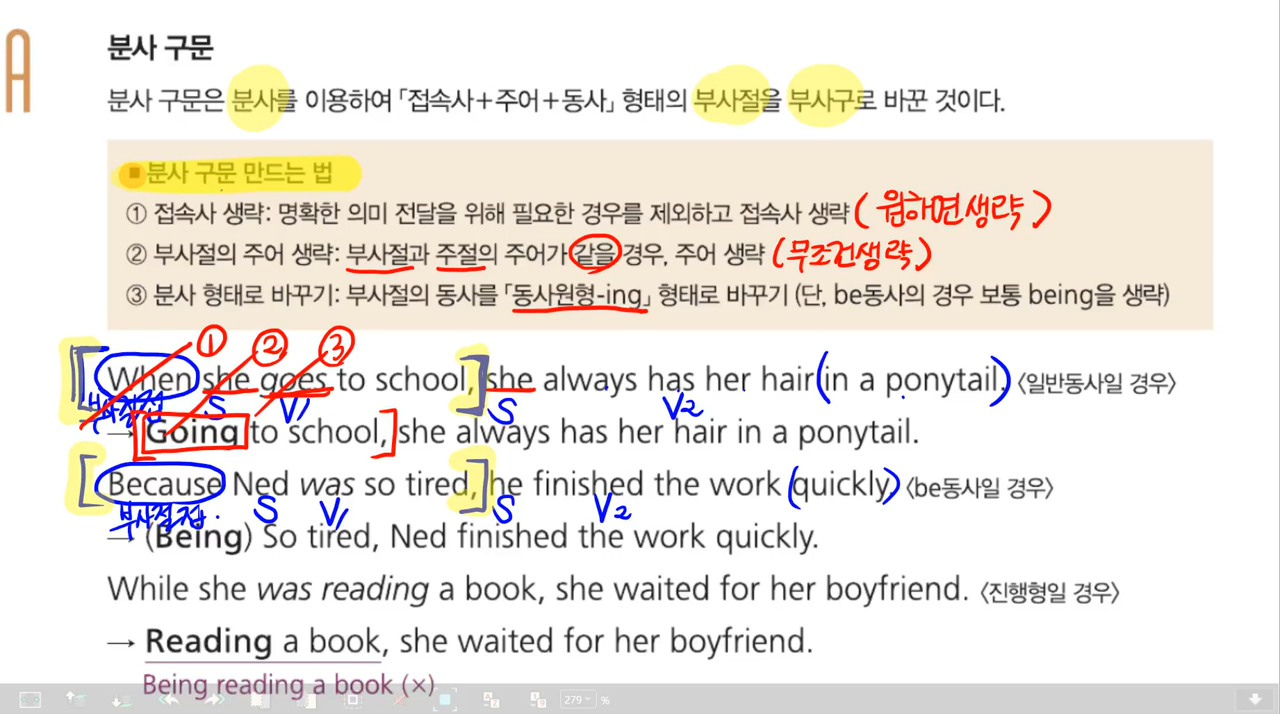 A
분사 구문
분사 구문은 분사를 이용하여 「접속사+주어+동사」 형태의 부사절을 부사구로 바꾼 것이다.
■ 분사 구문 만드는 법
① 접속사 생략: 명확한 의미 전달을 위해 필요한 경우를 제외하고 접속사 생략 (원하면생략)
② 부사절의 주어 생략: 부사절과 주절의 주어가 같을 경우, 주어 생략 (무조건생략)
③ 분사 형태로 바꾸기: 부사절의 동사를 「동사원형-ing」 형태로 바꾸기 (단, be동사의 경우 보통 being을 생략)
① ② ③
[When she goes to school,] she always has her hair (in a ponytail.) 〈일반동사일 경우〉
부사절접 S V1 S V2
→ [Going to school,] she always has her hair in a ponytail.
[Because Ned was so tired,] he finished the work (quickly.) 〈be동사일 경우〉
부사절접 S V1 S V2
→ (Being) So tired, Ned finished the work quickly.
While she was reading a book, she waited for her boyfriend. 〈진행형일 경우〉
→ Reading a book, she waited for her boyfriend.
Being reading a book (×)
279 %